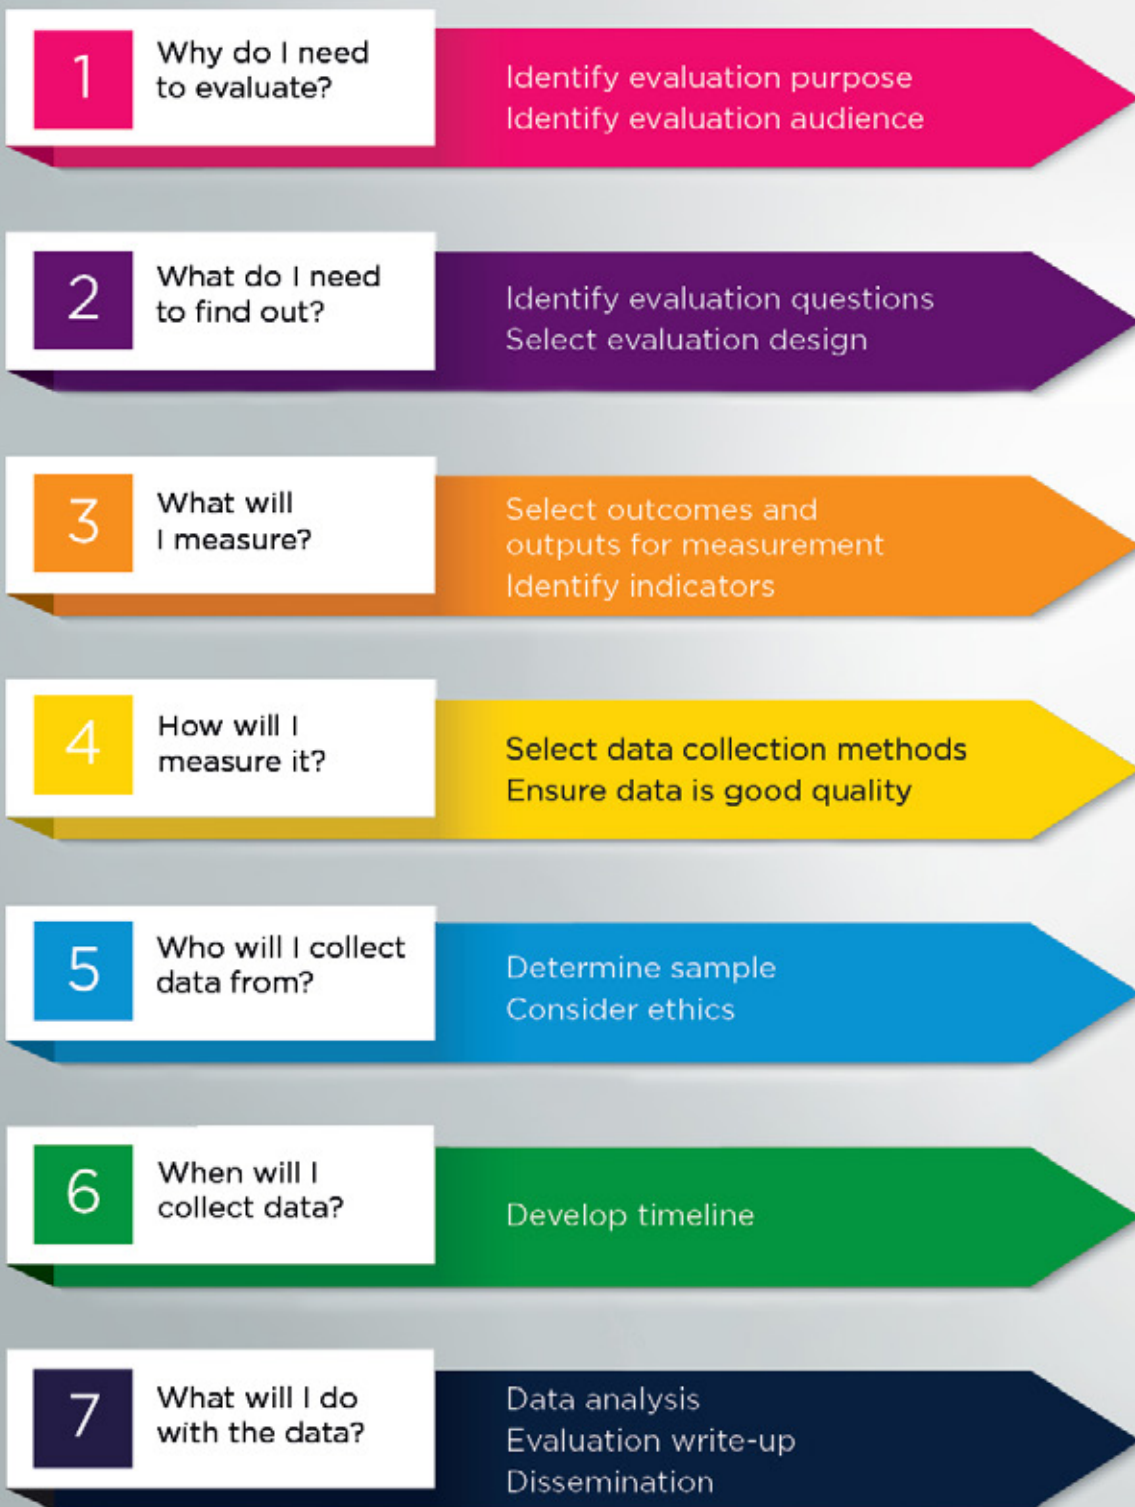 1
Why do I need
to evaluate?
Identify evaluation purpose
Identify evaluation audience
2
What do I need
to find out?
Identify evaluation questions
Select evaluation design
3
What will
I measure?
Select outcomes and
outputs for measurement
Identify indicators
4
How will I
measure it?
Select data collection methods
Ensure data is good quality
5
Who will I collect
data from?
Determine sample
Consider ethics
6
When will I
collect data?
Develop timeline
7
What will I do
with the data?
Data analysis
Evaluation write-up
Dissemination